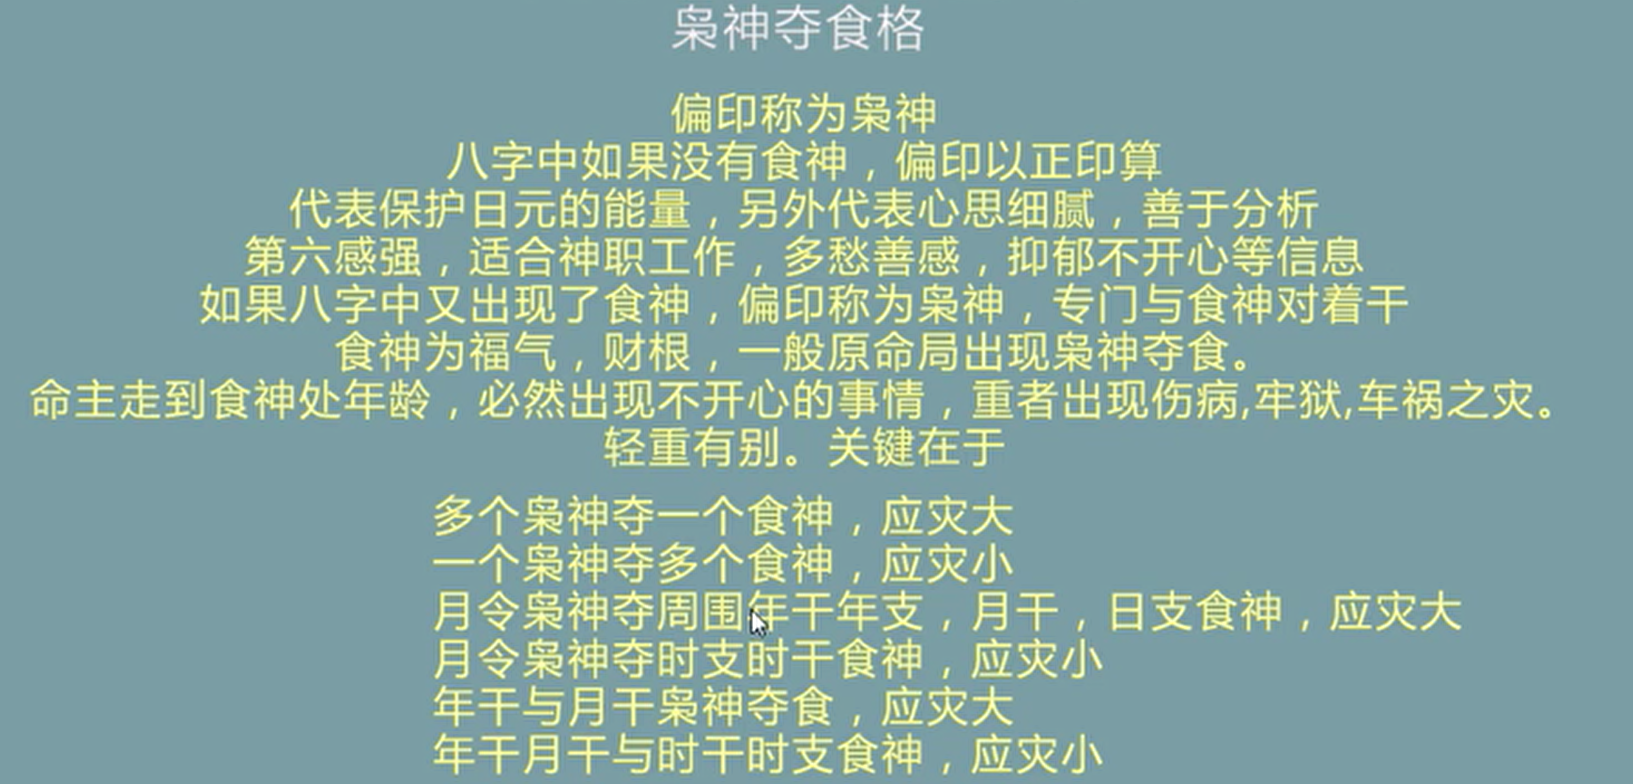 枭神夺食格
偏印称为枭神
八字中如果没有食神，偏印以正印算
代表保护日元的能量，另外代表心思细腻，善于分析
第六感强，适合神职工作，多愁善感，抑郁不开心等信息
如果八字中又出现了食神，偏印称为枭神，专门与食神对着干
食神为福气，财根，一般原命局出现枭神夺食。
命主走到食神处年龄，必然出现不开心的事情，重者出现伤病,牢狱,车祸之灾。
轻重有别。关键在于
多个枭神夺一个食神，应灾大
一个枭神夺多个食神，应灾小
月令枭神夺周围年干年支，月干，日支食神，应灾大
月令枭神夺时支时干食神，应灾小
年干与月干枭神夺食，应灾大
年干月干与时干时支食神，应灾小